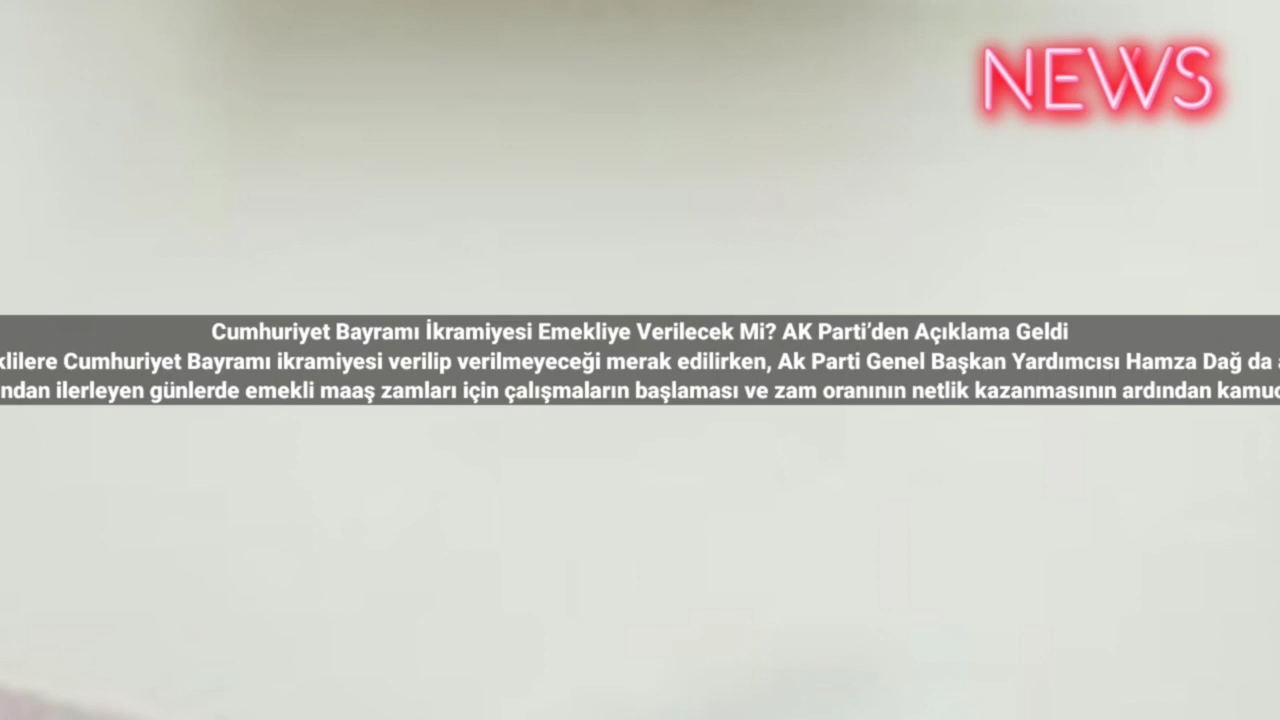 NEWS
Cumhuriyet Bayramı İkramiyesi Emekliye Verilecek Mi? AK Parti’den Açıklama Geldi
Cumhuriyet Bayramı ikramiyesi verilip verilmeyeceği merak edilirken, Ak Parti Genel Başkan Yardımcısı Hamza Dağ da
ilerleyen günlerde emekli maaş zamları için çalışmaların başlaması ve zam oranının netlik kazanmasının ardından